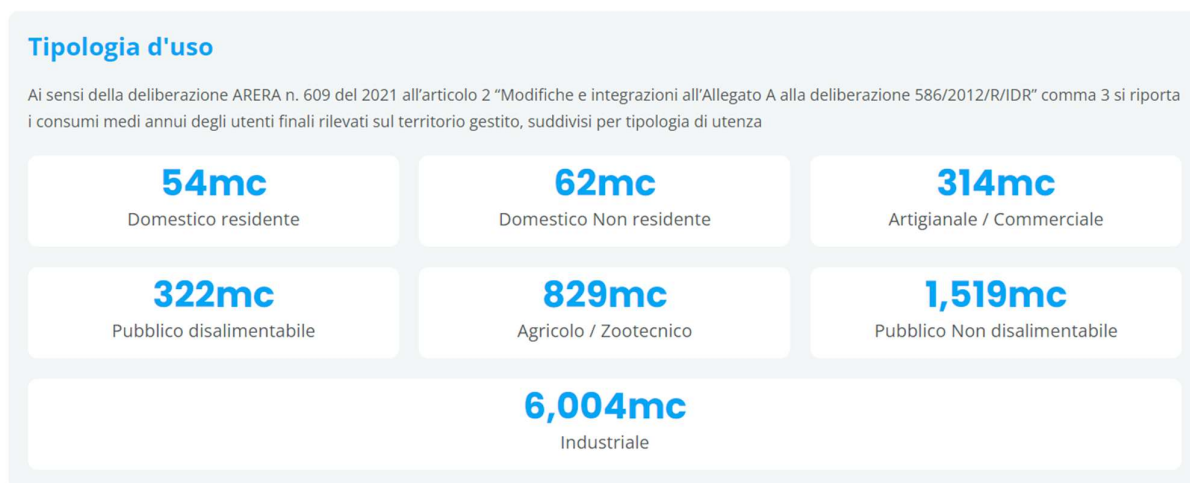 Tipologia d'uso
Ai sensi della deliberazione ARERA n. 609 del 2021 all’articolo 2 “Modifiche e integrazioni all’Allegato A alla deliberazione 586/2012/R/IDR” comma 3 si riporta
i consumi medi annui degli utenti finali rilevati sul territorio gestito, suddivisi per tipologia di utenza
54mc
Domestico residente
62mc
Domestico Non residente
314mc
Artigianale / Commerciale
322mc
Pubblico disalimentabile
829mc
Agricolo / Zootecnico
1,519mc
Pubblico Non disalimentabile
6,004mc
Industriale